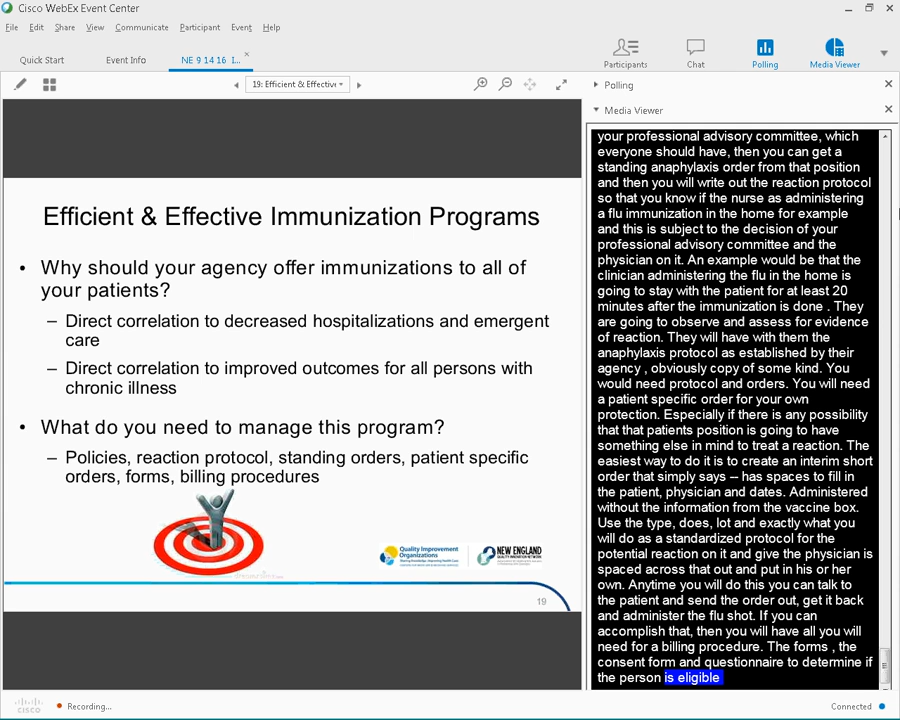 Cisco WebEx Event Center
File Edit Share View Communicate Participant Event Help
Quick Start Event Info NE 9 14 16 I...
Participants Chat Polling Media Viewer
19: Efficient & Effective
Polling
Media Viewer
Efficient & Effective Immunization Programs
• Why should your agency offer immunizations to all of
your patients?
– Direct correlation to decreased hospitalizations and emergent
care
– Direct correlation to improved outcomes for all persons with
chronic illness
• What do you need to manage this program?
– Policies, reaction protocol, standing orders, patient specific
orders, forms, billing procedures
Quality Improvement
Organizations
NEW ENGLAND
19
your professional advisory committee, which
everyone should have, then you can get a
standing anaphylaxis order from that position
and then you will write out the reaction protocol
so that you know if the nurse as administering
a flu immunization in the home for example
and this is subject to the decision of your
professional advisory committee and the
physician on it. An example would be that the
clinician administering the flu in the home is
going to stay with the patient for at least 20
minutes after the immunization is done . They
are going to observe and assess for evidence
of reaction. They will have with them the
anaphylaxis protocol as established by their
agency , obviously copy of some kind. You
would need protocol and orders. You will need
a patient specific order for your own
protection. Especially if there is any possibility
that that patients position is going to have
something else in mind to treat a reaction. The
easiest way to do it is to create an interim short
order that simply says -- has spaces to fill in
the patient, physician and dates. Administered
without the information from the vaccine box.
Use the type, does, lot and exactly what you
will do as a standardized protocol for the
potential reaction on it and give the physician is
spaced across that out and put in his or her
own. Anytime you will do this you can talk to
the patient and send the order out, get it back
and administer the flu shot. If you can
accomplish that, then you will have all you will
need for a billing procedure. The forms , the
consent form and questionnaire to determine if
the person is eligible
cisco
Recording...
Connected